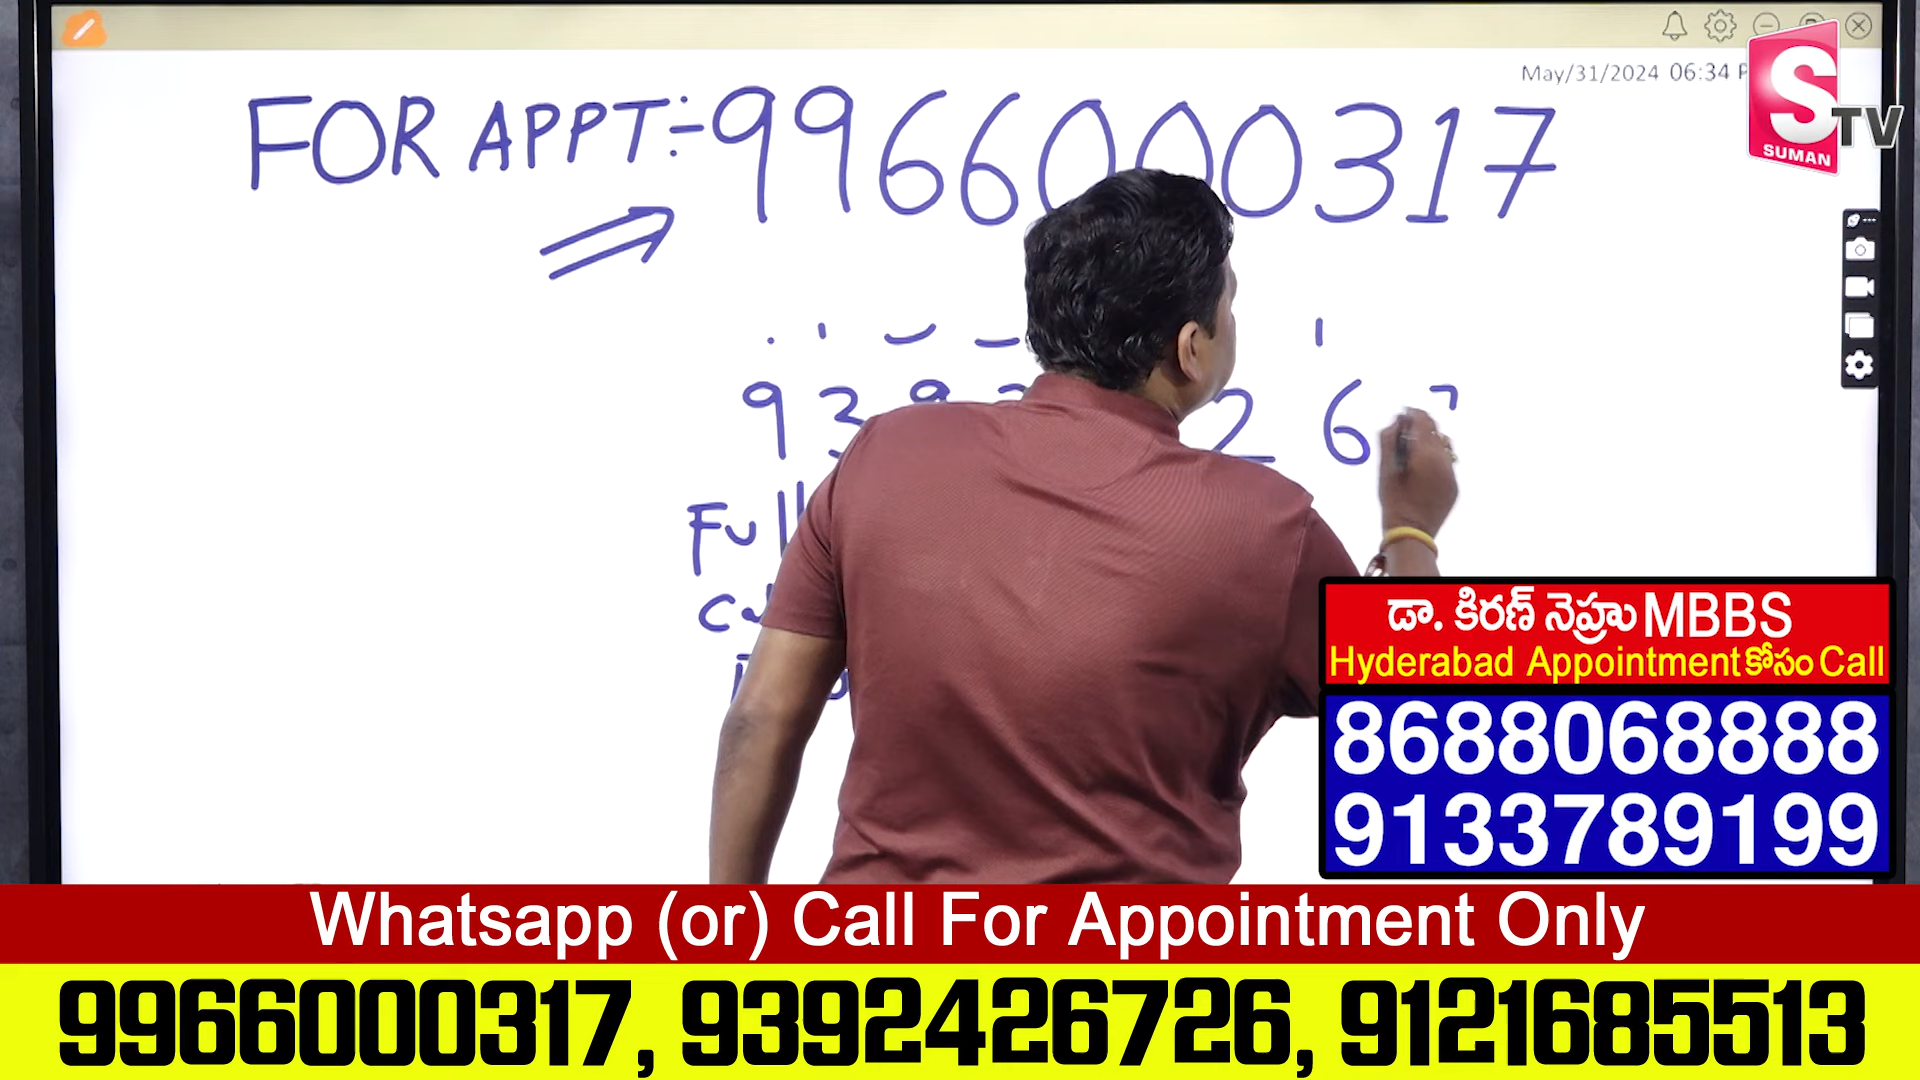 May/31/2024 06:34
S TV
SUMAN
FOR APPT:- 9966000317
డా. కిరణ్ నెహ్రు MBBS
Hyderabad Appointment కోసం Call
8688068888
9133789199
Whatsapp (or) Call For Appointment Only
9966000317, 9392426726, 9121685513